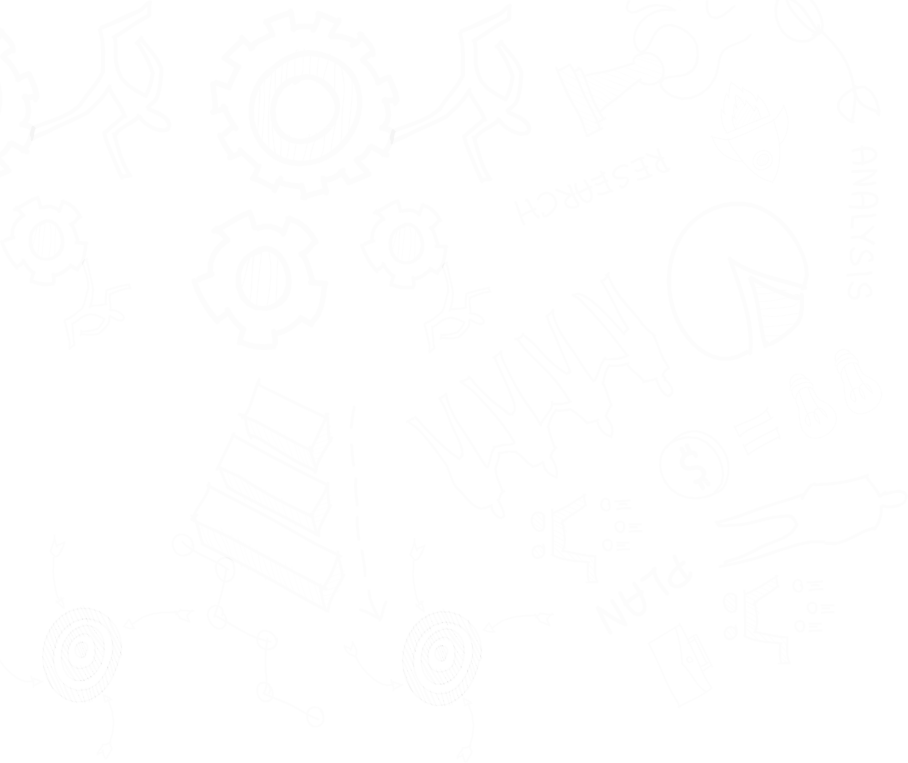 RESEARCH
ANALYSIS
$ =
PLAN